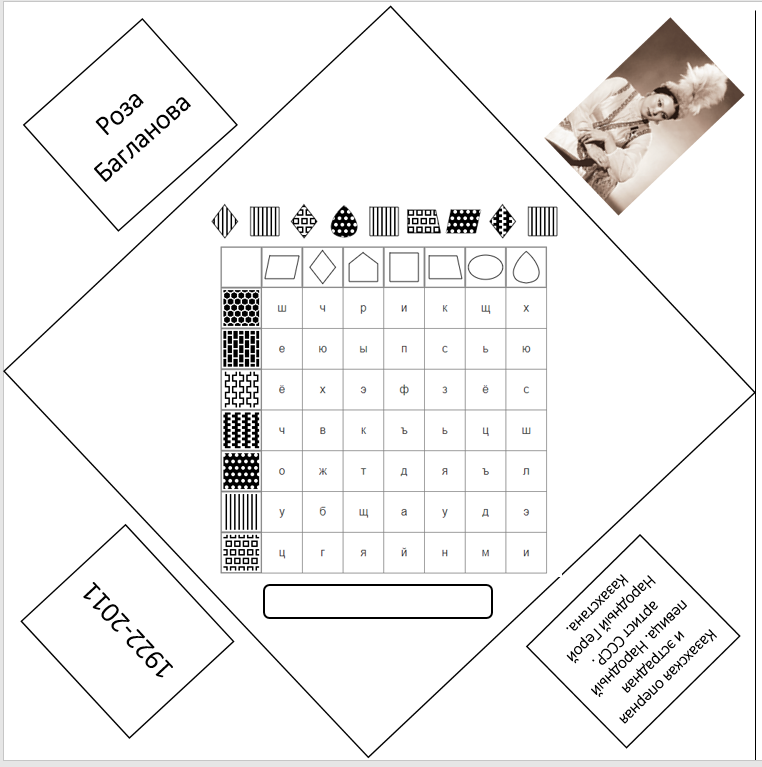 Роза
Багланова
ш ч р и к щ х
е ю ы п с ь ю
ё х э ф з ё с
ч в к ъ ь ц ш
о ж т д я ъ л
у б щ а у д э
ц г я й н м и
1922-2011
Казахская оперная
и эстрадная
певица. Народный
артист СССР.
Народный Герой
Казахстана.